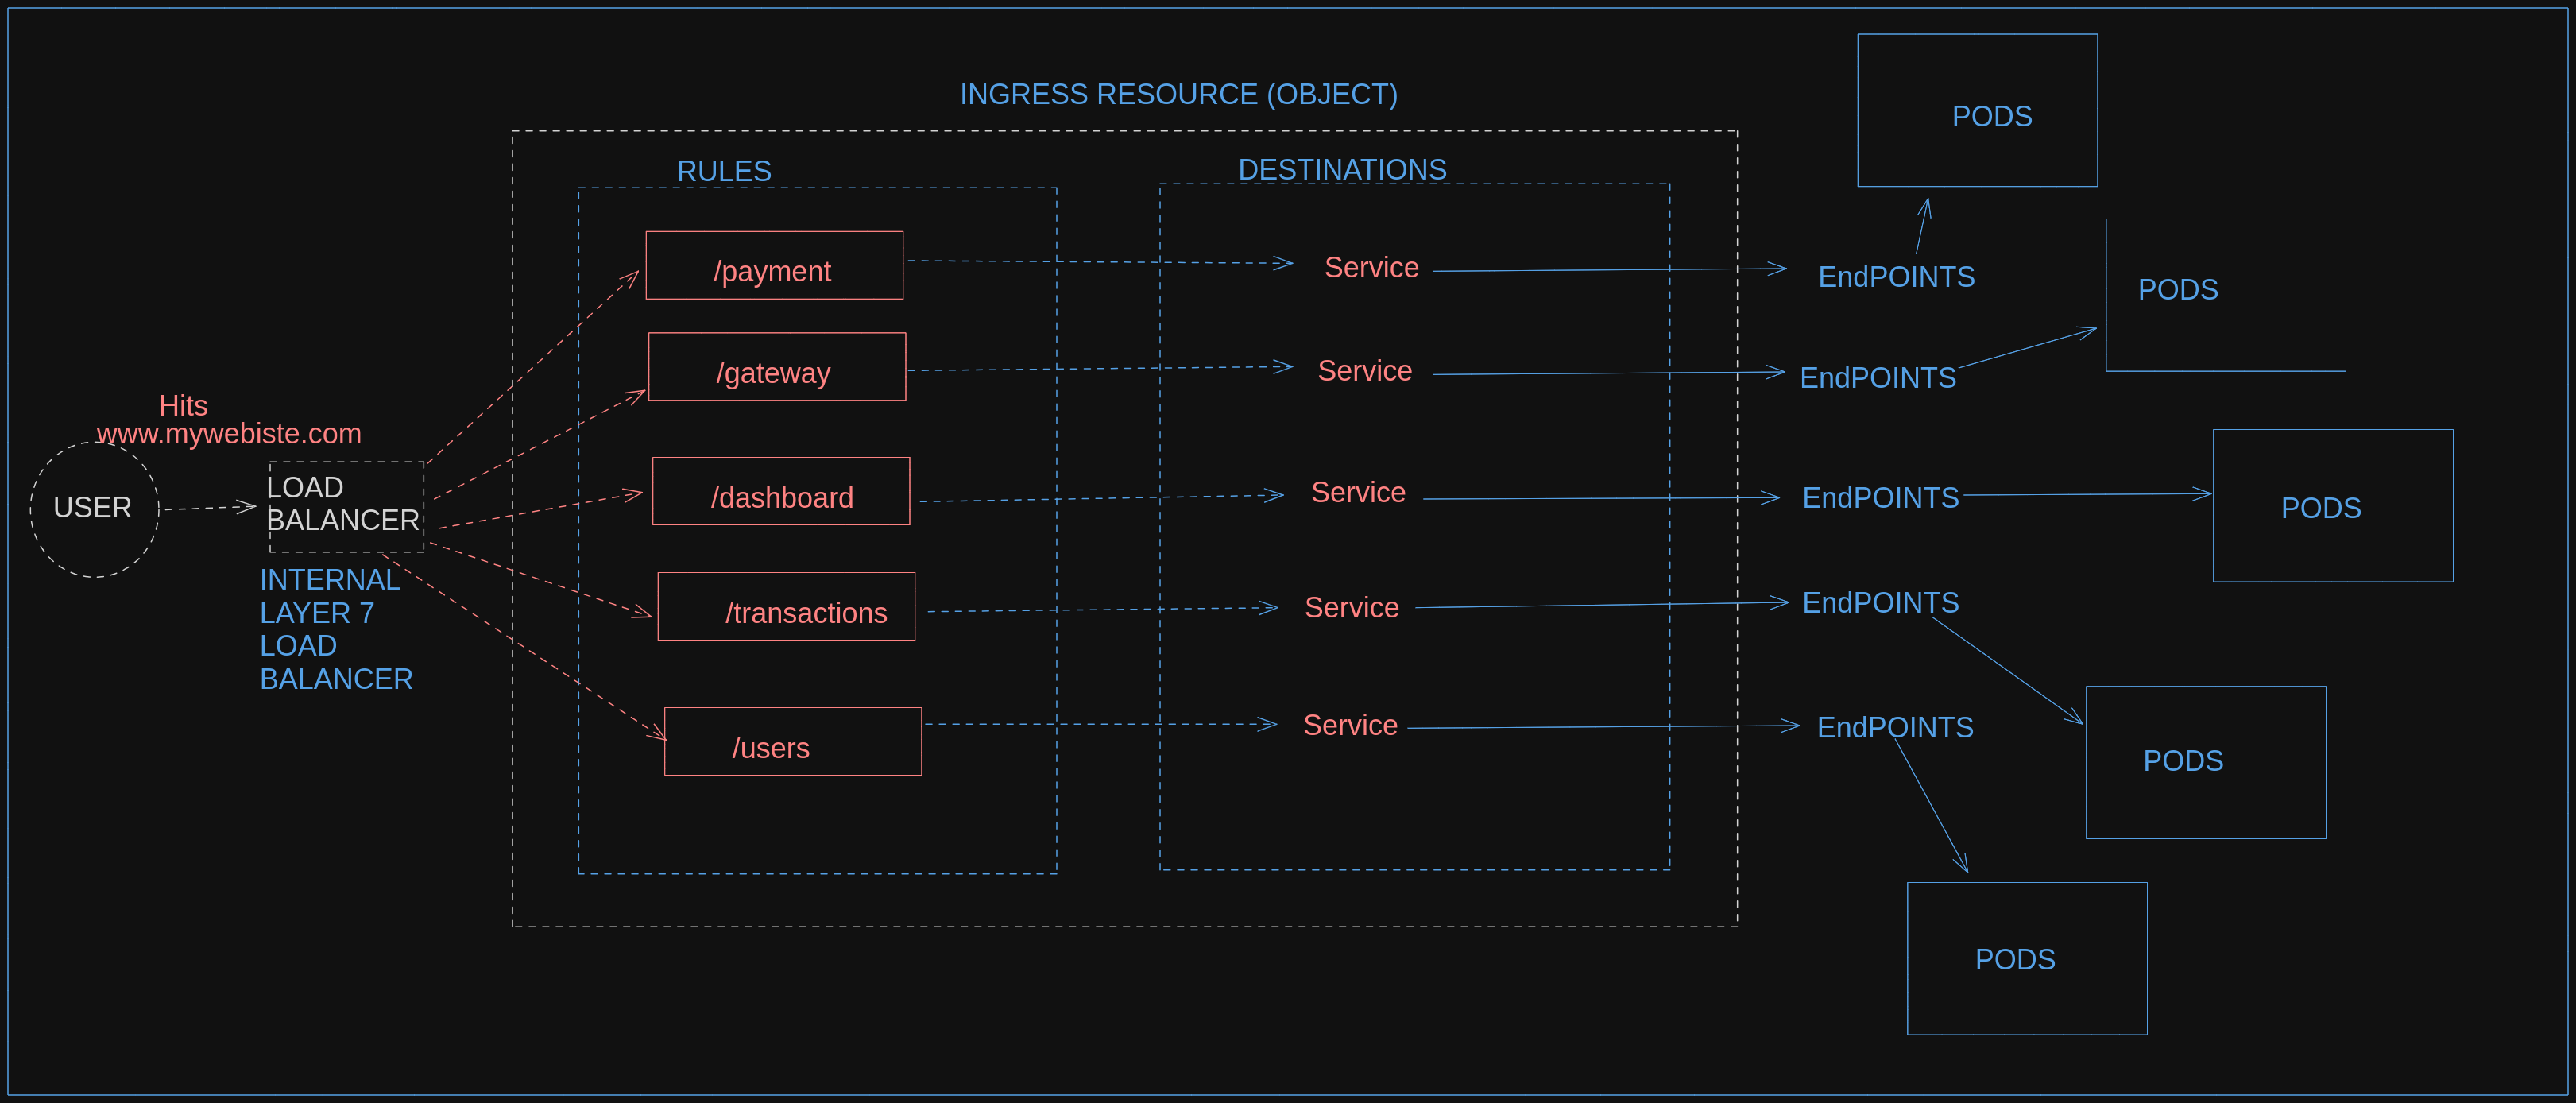 INGRESS RESOURCE (OBJECT)
RULES
DESTINATIONS
Hits
www.mywebiste.com
USER
LOAD
BALANCER
INTERNAL
LAYER 7
LOAD
BALANCER
/payment
Service
EndPOINTS
PODS
/gateway
Service
EndPOINTS
PODS
/dashboard
Service
EndPOINTS
PODS
/transactions
Service
EndPOINTS
PODS
/users
Service
EndPOINTS
PODS